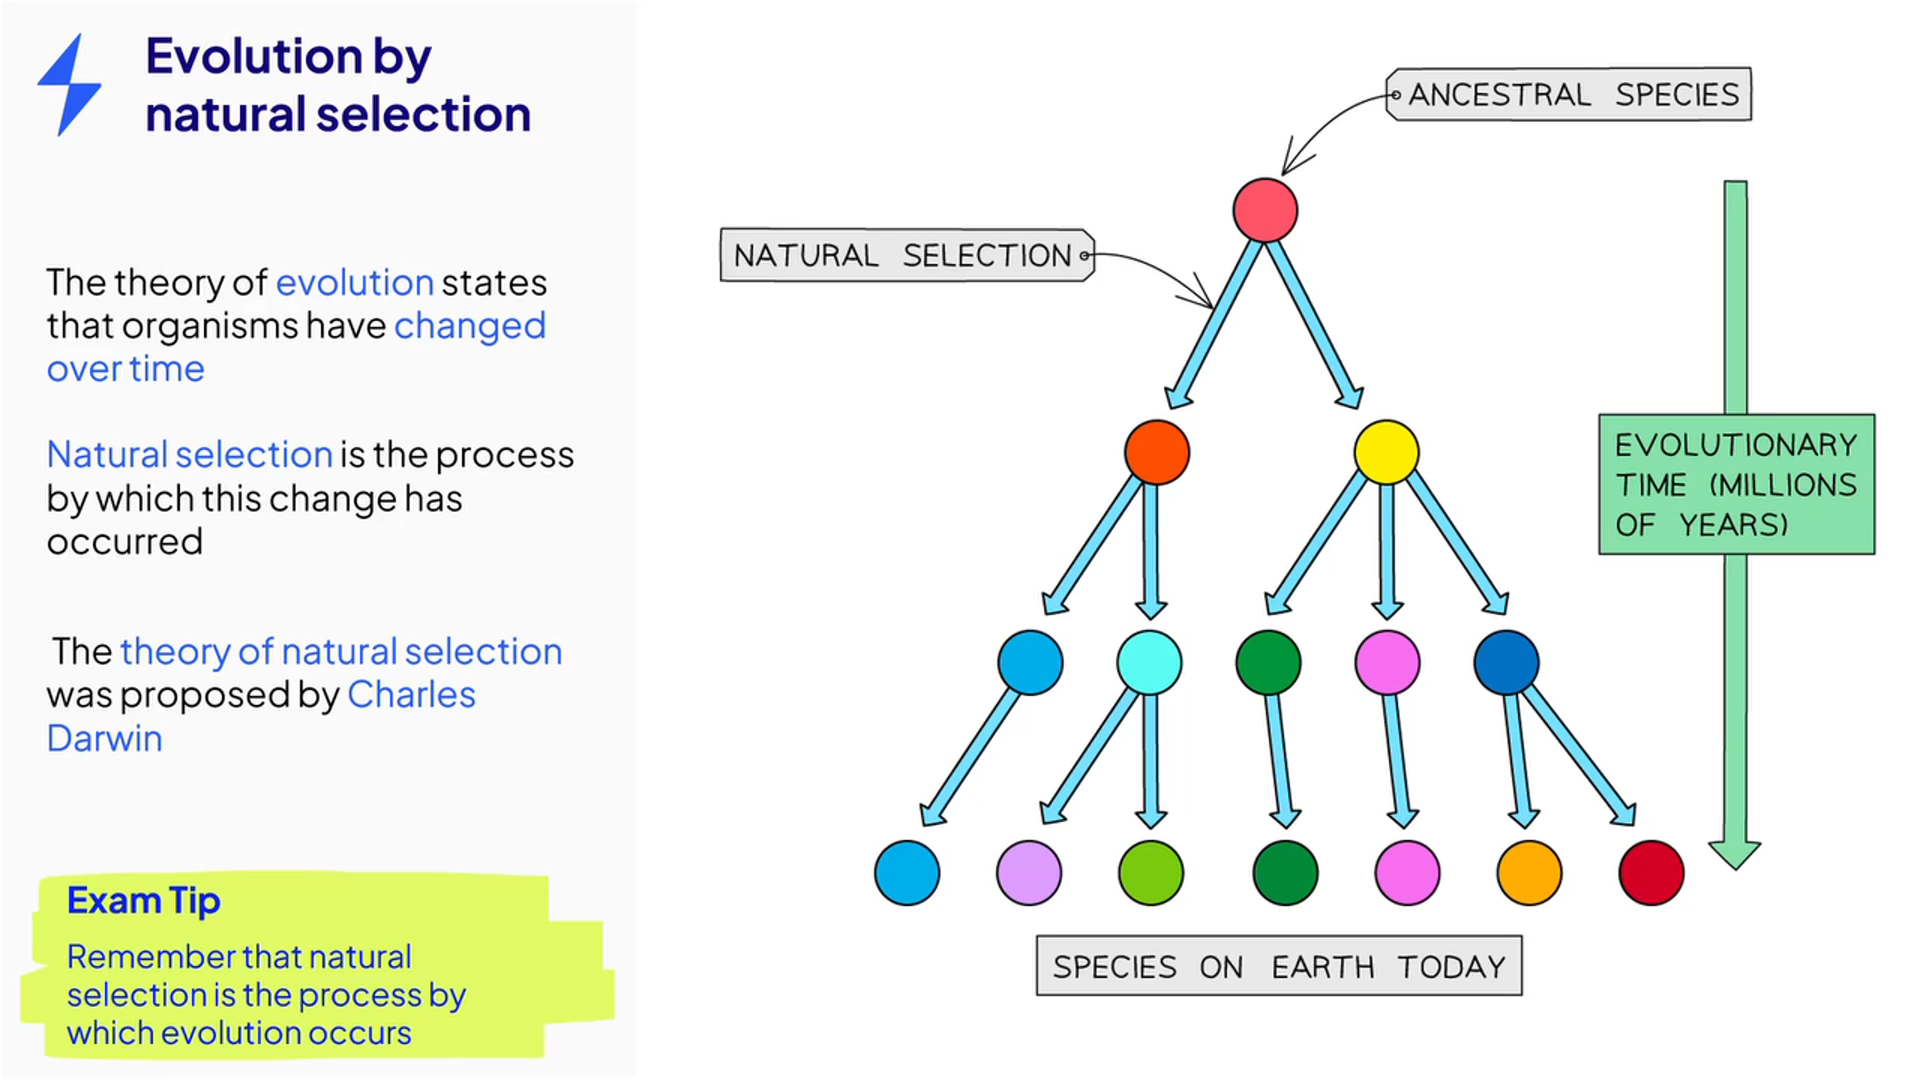 Evolution by
natural selection
The theory of evolution states
that organisms have changed
over time
Natural selection is the process
by which this change has
occurred
The theory of natural selection
was proposed by Charles
Darwin
Exam Tip
Remember that natural
selection is the process by
which evolution occurs
ANCESTRAL SPECIES
NATURAL SELECTION
EVOLUTIONARY
TIME (MILLIONS
OF YEARS)
SPECIES ON EARTH TODAY